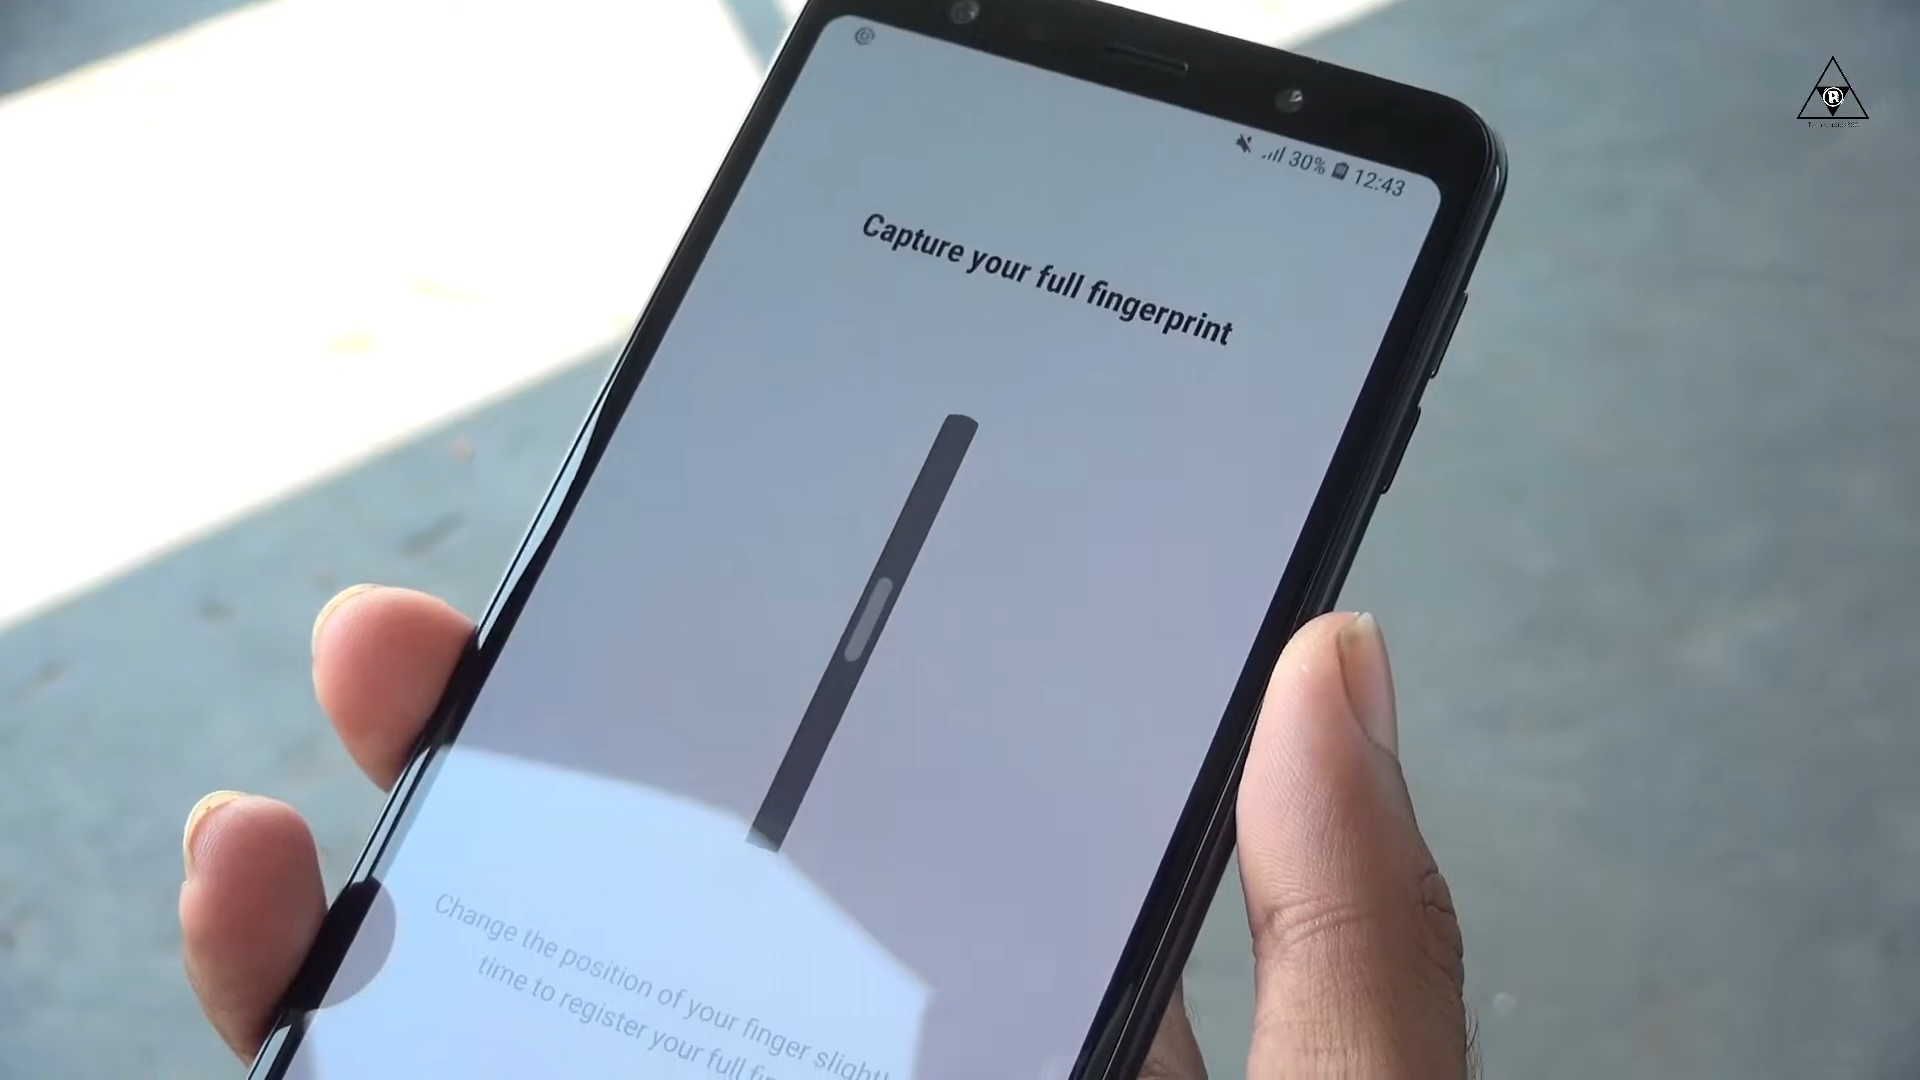 30% 12:43
Capture your full fingerprint
Change the position of your finger
time to register your full
R